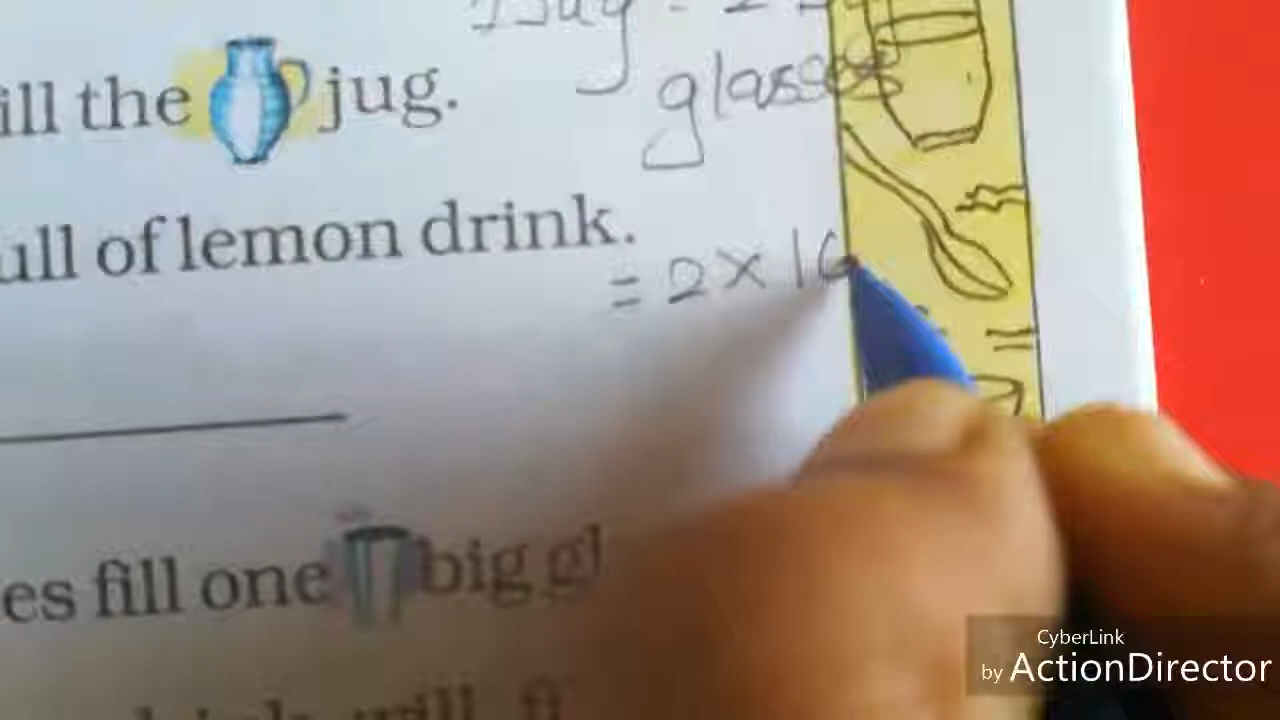 glasses
ill the jug.
ull of lemon drink.
= 2 × 16
es fill one big gl
CyberLink
by ActionDirector